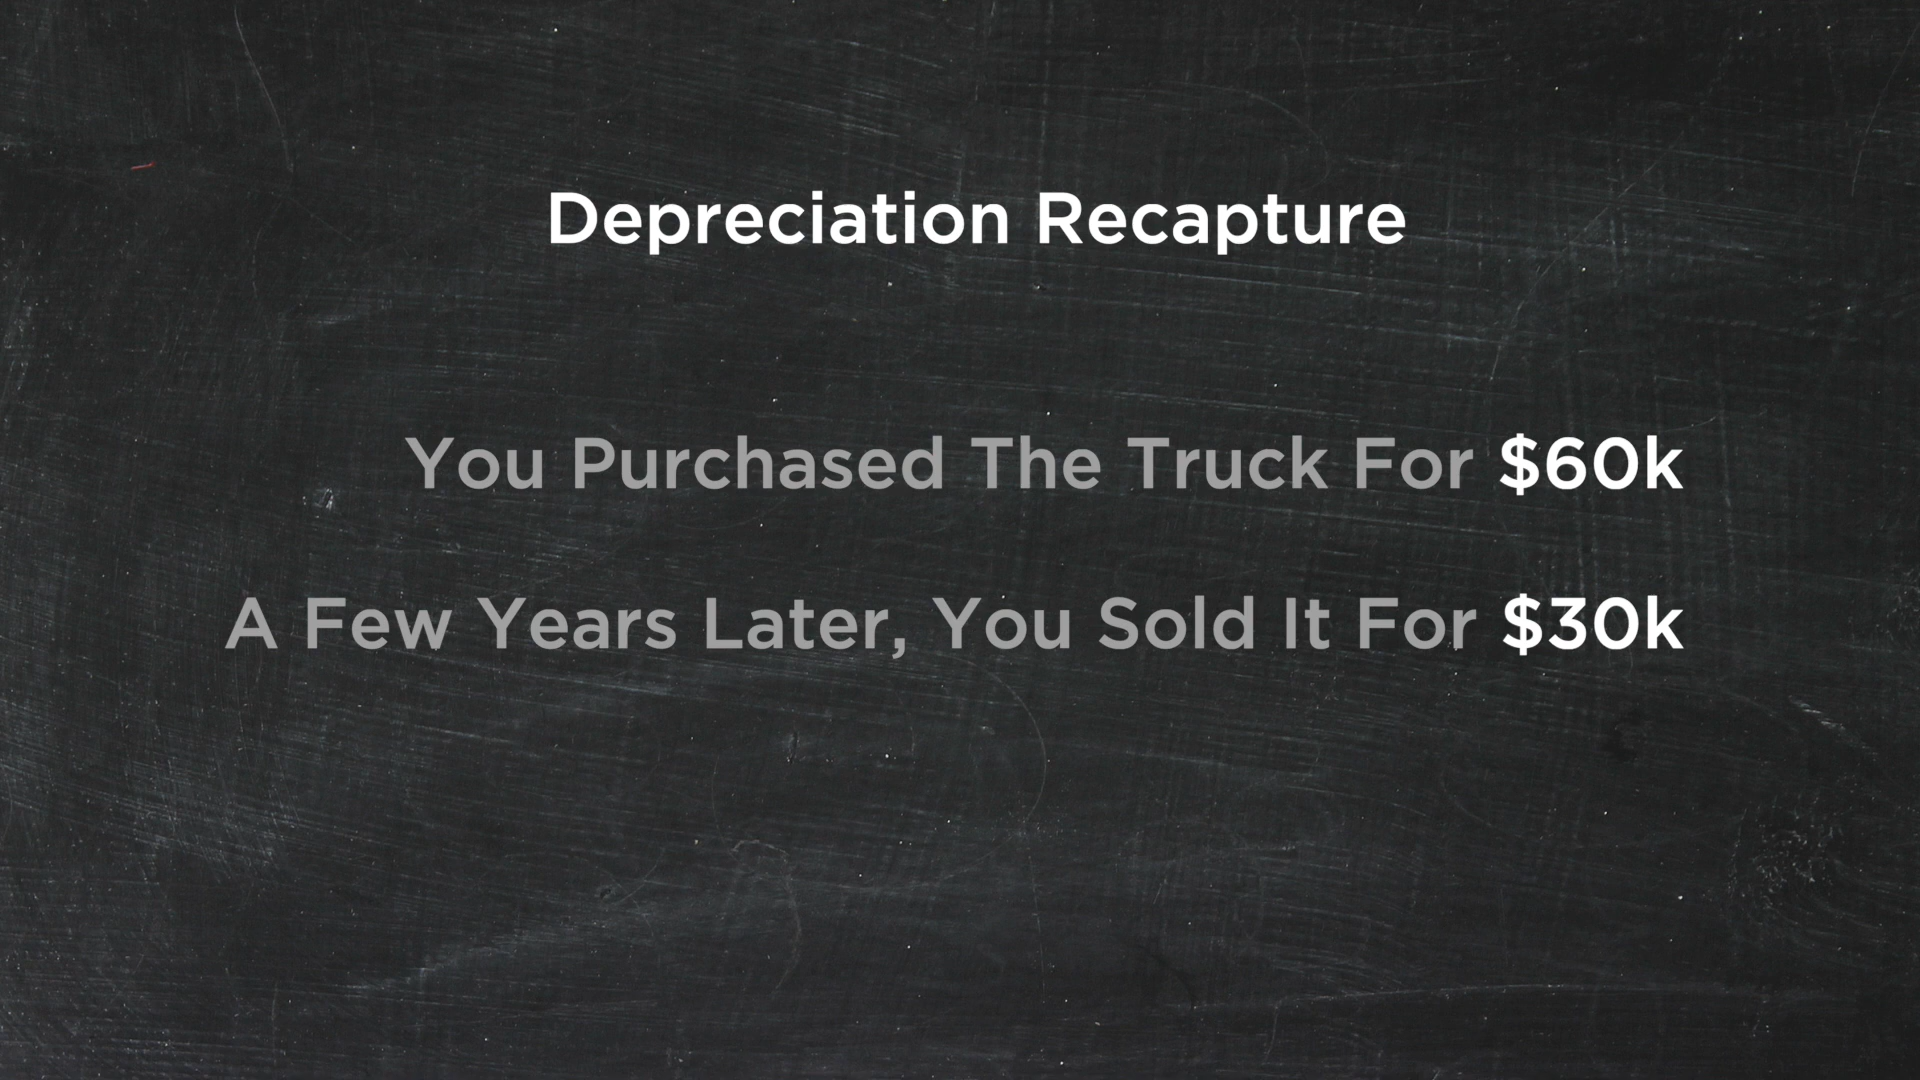 Depreciation Recapture
You Purchased The Truck For $60k
A Few Years Later, You Sold It For $30k